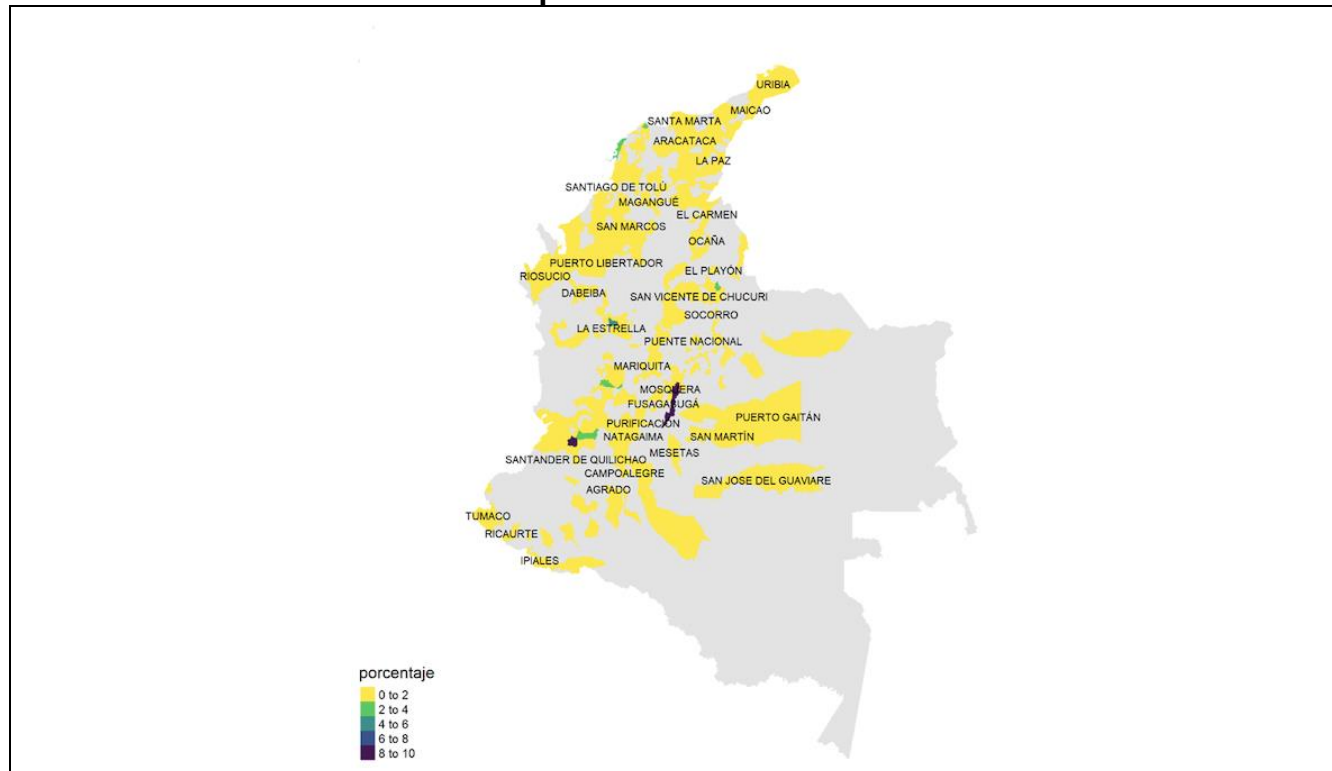 URIBIA
MAICAO
SANTA MARTA
ARACATACA
LA PAZ
SANTIAGO DE TOLÚ
MAGANGUÉ
EL CARMEN
SAN MARCOS
OCAÑA
PUERTO LIBERTADOR
EL PLAYÓN
RIOSUCIO
DABEIBA
SAN VICENTE DE CHUCURI
SOCORRO
LA ESTRELLA
PUENTE NACIONAL
MARIQUITA
MOSQUERA
FUSAGABUGÁ
PUERTO GAITÁN
PURIFICACIÓN
NATAGAIMA
SAN MARTÍN
MESETAS
SANTANDER DE QUILICHAO
CAMPOALEGRE
SAN JOSE DEL GUAVIARE
AGRADO
TUMACO
RICAURTE
IPIALES
porcentaje
0 to 2
2 to 4
4 to 6
6 to 8
8 to 10